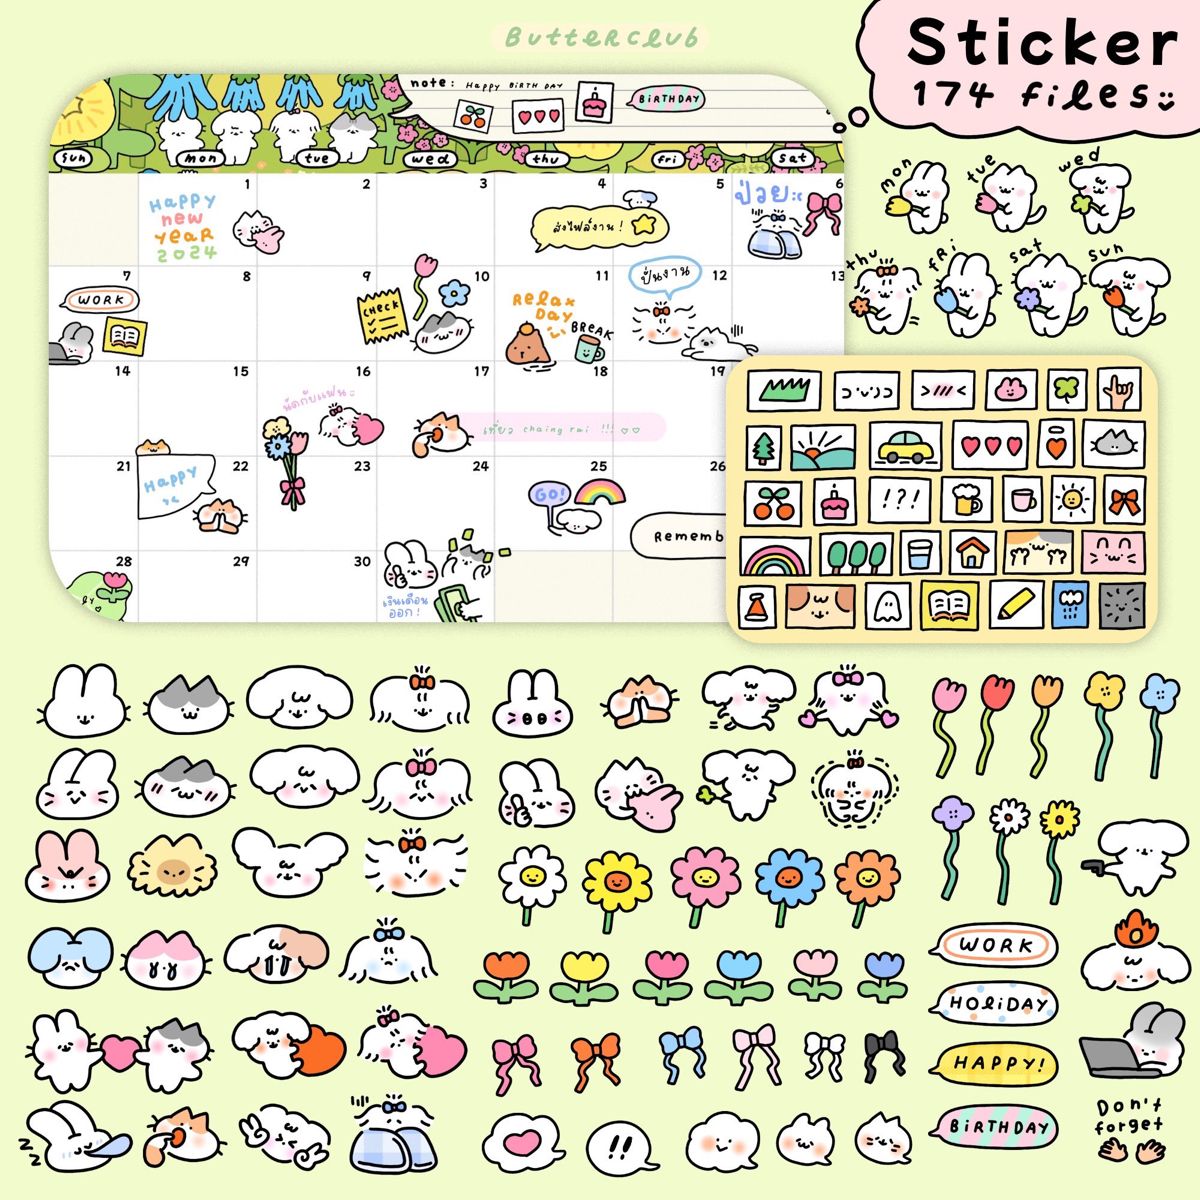 Butterclub
Sticker
174 files
note: Happy BiRTH DAY
BiRTHDAY
Sun mon tue wed thu fri sat
1 2 3 4 5 6
Happy
new
year
2024
ส่งไฟล์งาน !
ป่วย
7 8 9 10 11 12 13
WORK
CHECK
Relax
Day
BREAK
ปั่นงาน
14 15 16 17 18 19
นัดกับแฟน
เที่ยว chaing rai !!!
21 22 23 24 25 26
Happy
GO!
Rememb
28 29 30
เงินเดือน
ออก !
mon tue wed
thu fRi sat sun
!?!
WORK
HOLiDAY
HAPPY!
BiRTHDAY
z z z
!!
Don't
forget